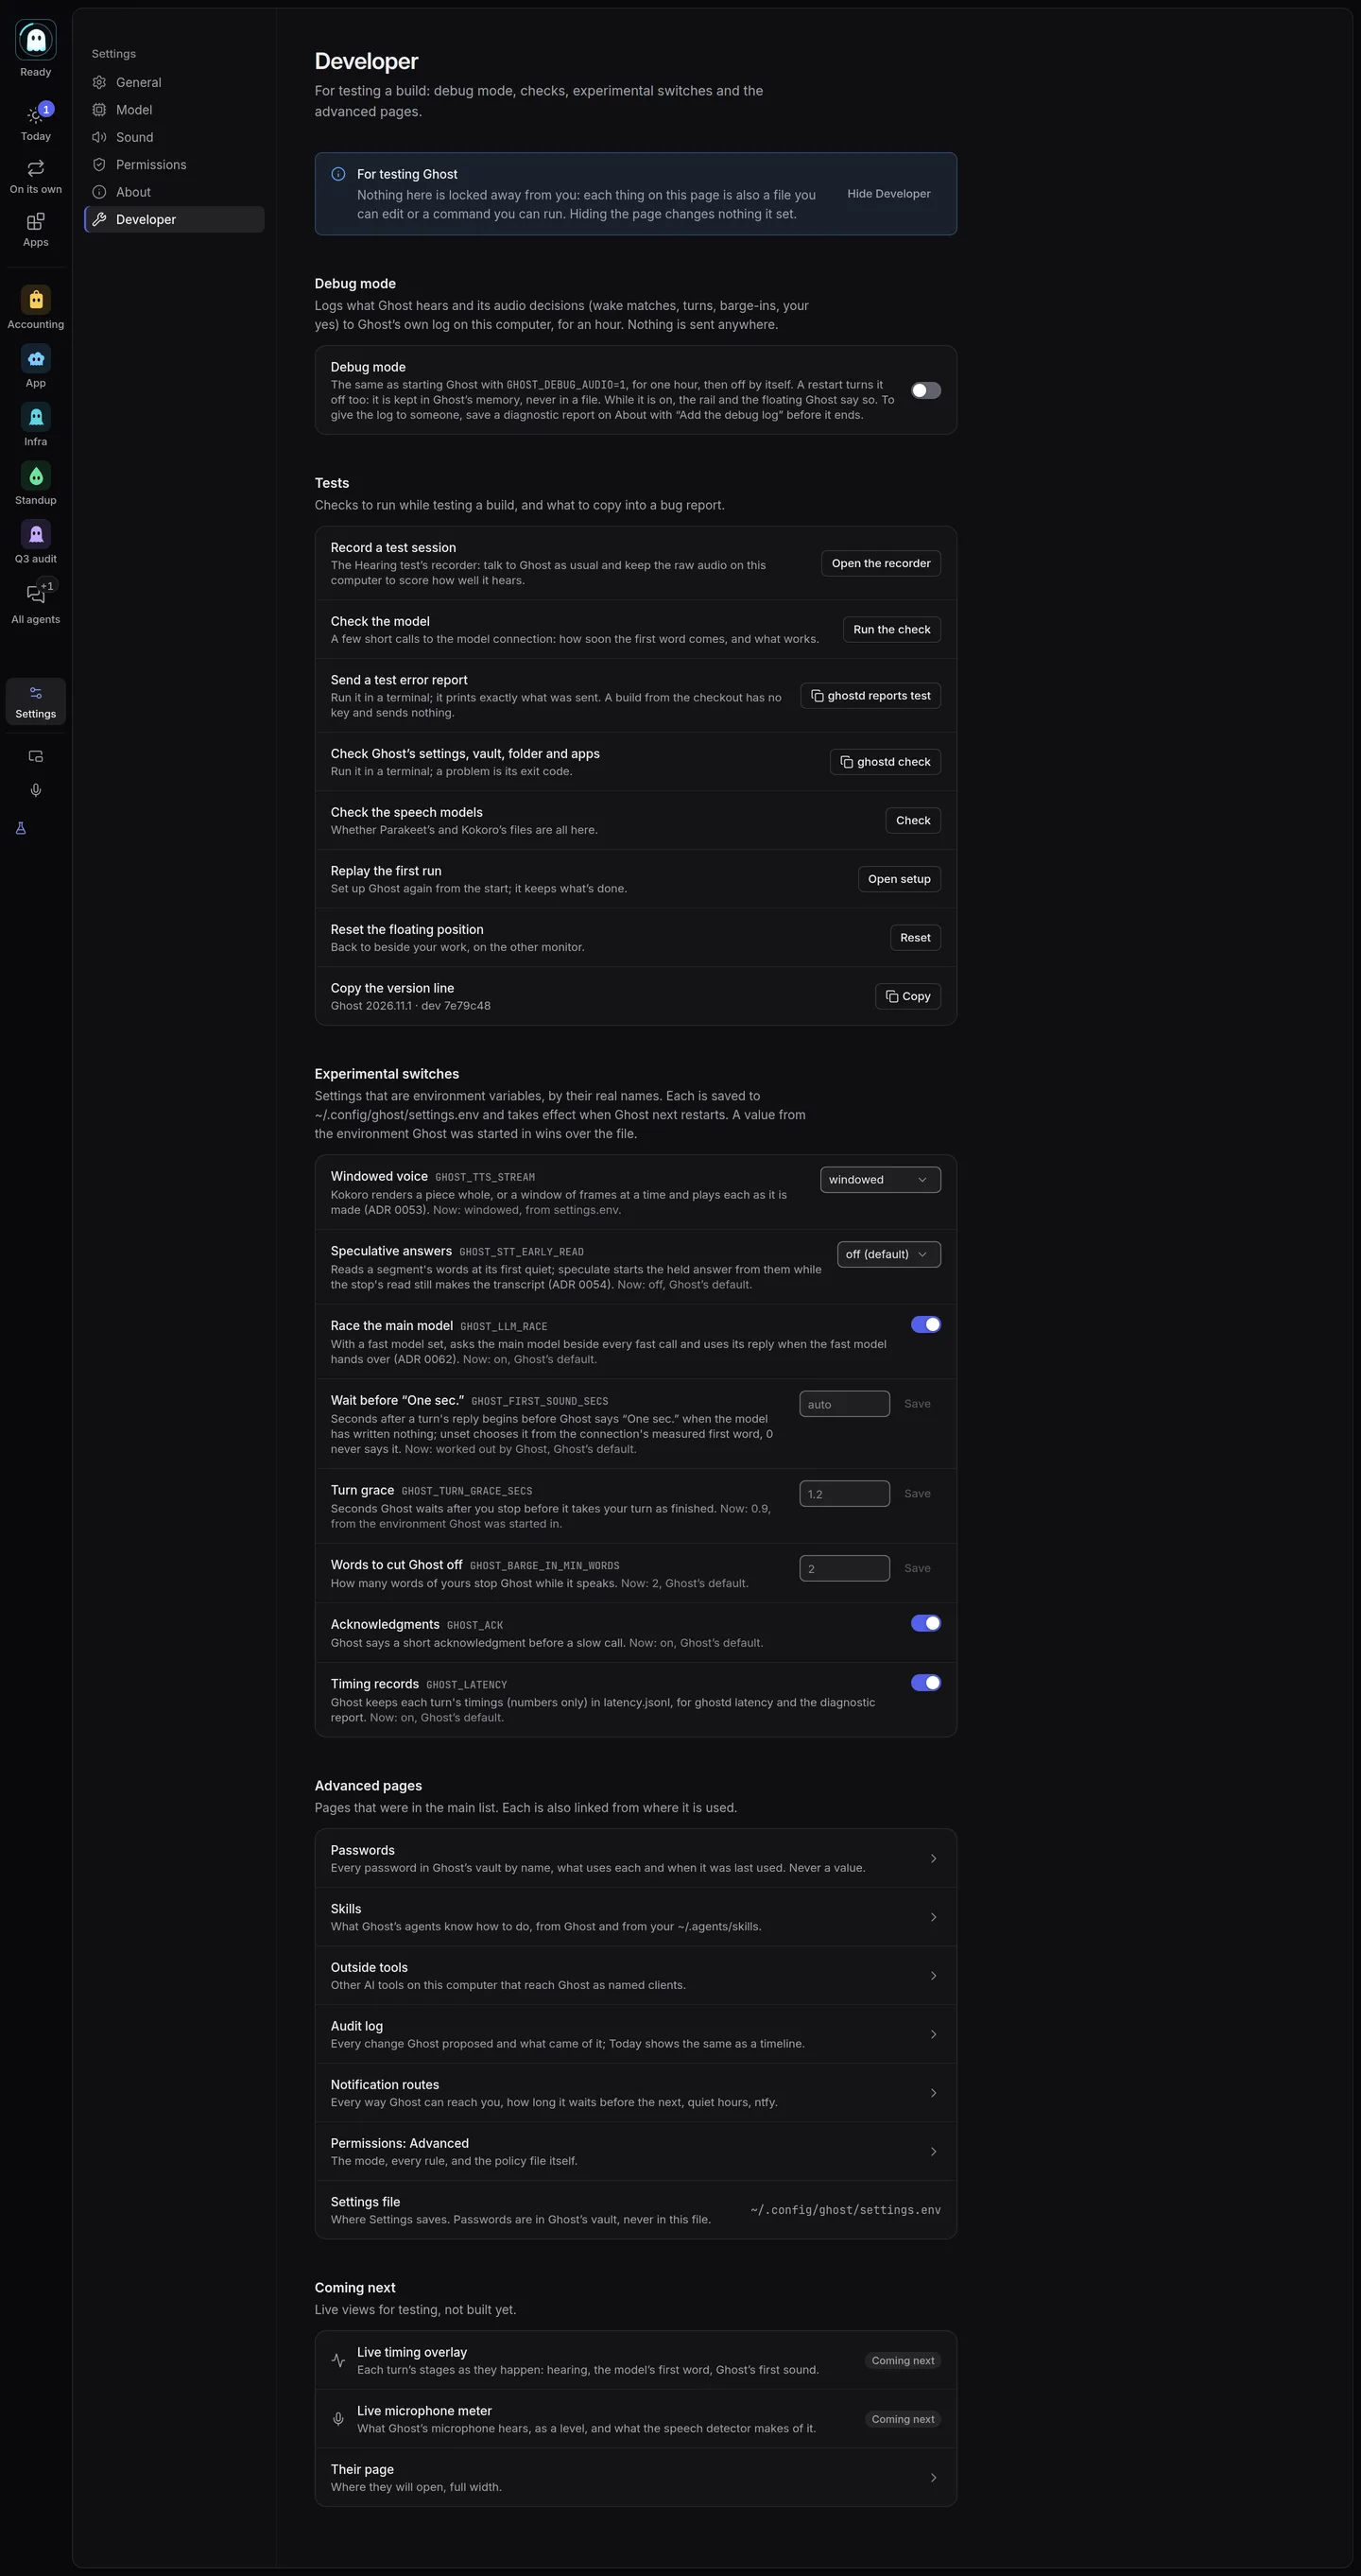 Ready
1
Today
On its own
Apps
Accounting
App
Infra
Standup
Q3 audit
+1
All agents
Settings
Settings
General
Model
Sound
Permissions
About
Developer
Developer
For testing a build: debug mode, checks, experimental switches and the
advanced pages.
For testing Ghost
Nothing here is locked away from you: each thing on this page is also a file you
can edit or a command you can run. Hiding the page changes nothing it set.
Hide Developer
Debug mode
Logs what Ghost hears and its audio decisions (wake matches, turns, barge-ins, your
yes) to Ghost’s own log on this computer, for an hour. Nothing is sent anywhere.
Debug mode
The same as starting Ghost with GHOST_DEBUG_AUDIO=1, for one hour, then off by itself. A restart turns it
off too: it is kept in Ghost’s memory, never in a file. While it is on, the rail and the floating Ghost say so. To
give the log to someone, save a diagnostic report on About with “Add the debug log” before it ends.
Tests
Checks to run while testing a build, and what to copy into a bug report.
Record a test session
The Hearing test’s recorder: talk to Ghost as usual and keep the raw audio on this
computer to score how well it hears.
Open the recorder
Check the model
A few short calls to the model connection: how soon the first word comes, and what works.
Run the check
Send a test error report
Run it in a terminal; it prints exactly what was sent. A build from the checkout has no
key and sends nothing.
ghostd reports test
Check Ghost’s settings, vault, folder and apps
Run it in a terminal; a problem is its exit code.
ghostd check
Check the speech models
Whether Parakeet’s and Kokoro’s files are all here.
Check
Replay the first run
Set up Ghost again from the start; it keeps what’s done.
Open setup
Reset the floating position
Back to beside your work, on the other monitor.
Reset
Copy the version line
Ghost 2026.11.1 · dev 7e79c48
Copy
Experimental switches
Settings that are environment variables, by their real names. Each is saved to
~/.config/ghost/settings.env and takes effect when Ghost next restarts. A value from
the environment Ghost was started in wins over the file.
Windowed voice GHOST_TTS_STREAM
Kokoro renders a piece whole, or a window of frames at a time and plays each as it is
made (ADR 0053). Now: windowed, from settings.env.
windowed
Speculative answers GHOST_STT_EARLY_READ
Reads a segment's words at its first quiet; speculate starts the held answer from them while
the stop's read still makes the transcript (ADR 0054). Now: off, Ghost’s default.
off (default)
Race the main model GHOST_LLM_RACE
With a fast model set, asks the main model beside every fast call and uses its reply when the fast model
hands over (ADR 0062). Now: on, Ghost’s default.
Wait before “One sec.” GHOST_FIRST_SOUND_SECS
Seconds after a turn's reply begins before Ghost says “One sec.” when the model
has written nothing; unset chooses it from the connection's measured first word, 0
never says it. Now: worked out by Ghost, Ghost’s default.
auto
Save
Turn grace GHOST_TURN_GRACE_SECS
Seconds Ghost waits after you stop before it takes your turn as finished. Now: 0.9,
from the environment Ghost was started in.
1.2
Save
Words to cut Ghost off GHOST_BARGE_IN_MIN_WORDS
How many words of yours stop Ghost while it speaks. Now: 2, Ghost’s default.
2
Save
Acknowledgments GHOST_ACK
Ghost says a short acknowledgment before a slow call. Now: on, Ghost’s default.
Timing records GHOST_LATENCY
Ghost keeps each turn's timings (numbers only) in latency.jsonl, for ghostd latency and the diagnostic
report. Now: on, Ghost’s default.
Advanced pages
Pages that were in the main list. Each is also linked from where it is used.
Passwords
Every password in Ghost’s vault by name, what uses each and when it was last used. Never a value.
Skills
What Ghost’s agents know how to do, from Ghost and from your ~/.agents/skills.
Outside tools
Other AI tools on this computer that reach Ghost as named clients.
Audit log
Every change Ghost proposed and what came of it; Today shows the same as a timeline.
Notification routes
Every way Ghost can reach you, how long it waits before the next, quiet hours, ntfy.
Permissions: Advanced
The mode, every rule, and the policy file itself.
Settings file
Where Settings saves. Passwords are in Ghost’s vault, never in this file.
~/.config/ghost/settings.env
Coming next
Live views for testing, not built yet.
Live timing overlay
Each turn’s stages as they happen: hearing, the model’s first word, Ghost’s first sound.
Coming next
Live microphone meter
What Ghost’s microphone hears, as a level, and what the speech detector makes of it.
Coming next
Their page
Where they will open, full width.